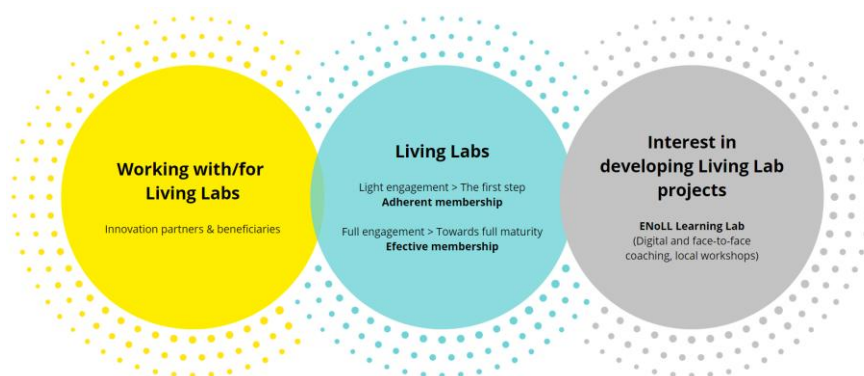 Working with/for
Living Labs
Innovation partners & beneficiaries
Living Labs
Light engagement > The first step
Adherent membership
Full engagement > Towards full maturity
Efective membership
Interest in
developing Living Lab
projects
ENoLL Learning Lab
(Digital and face-to-face
coaching, local workshops)